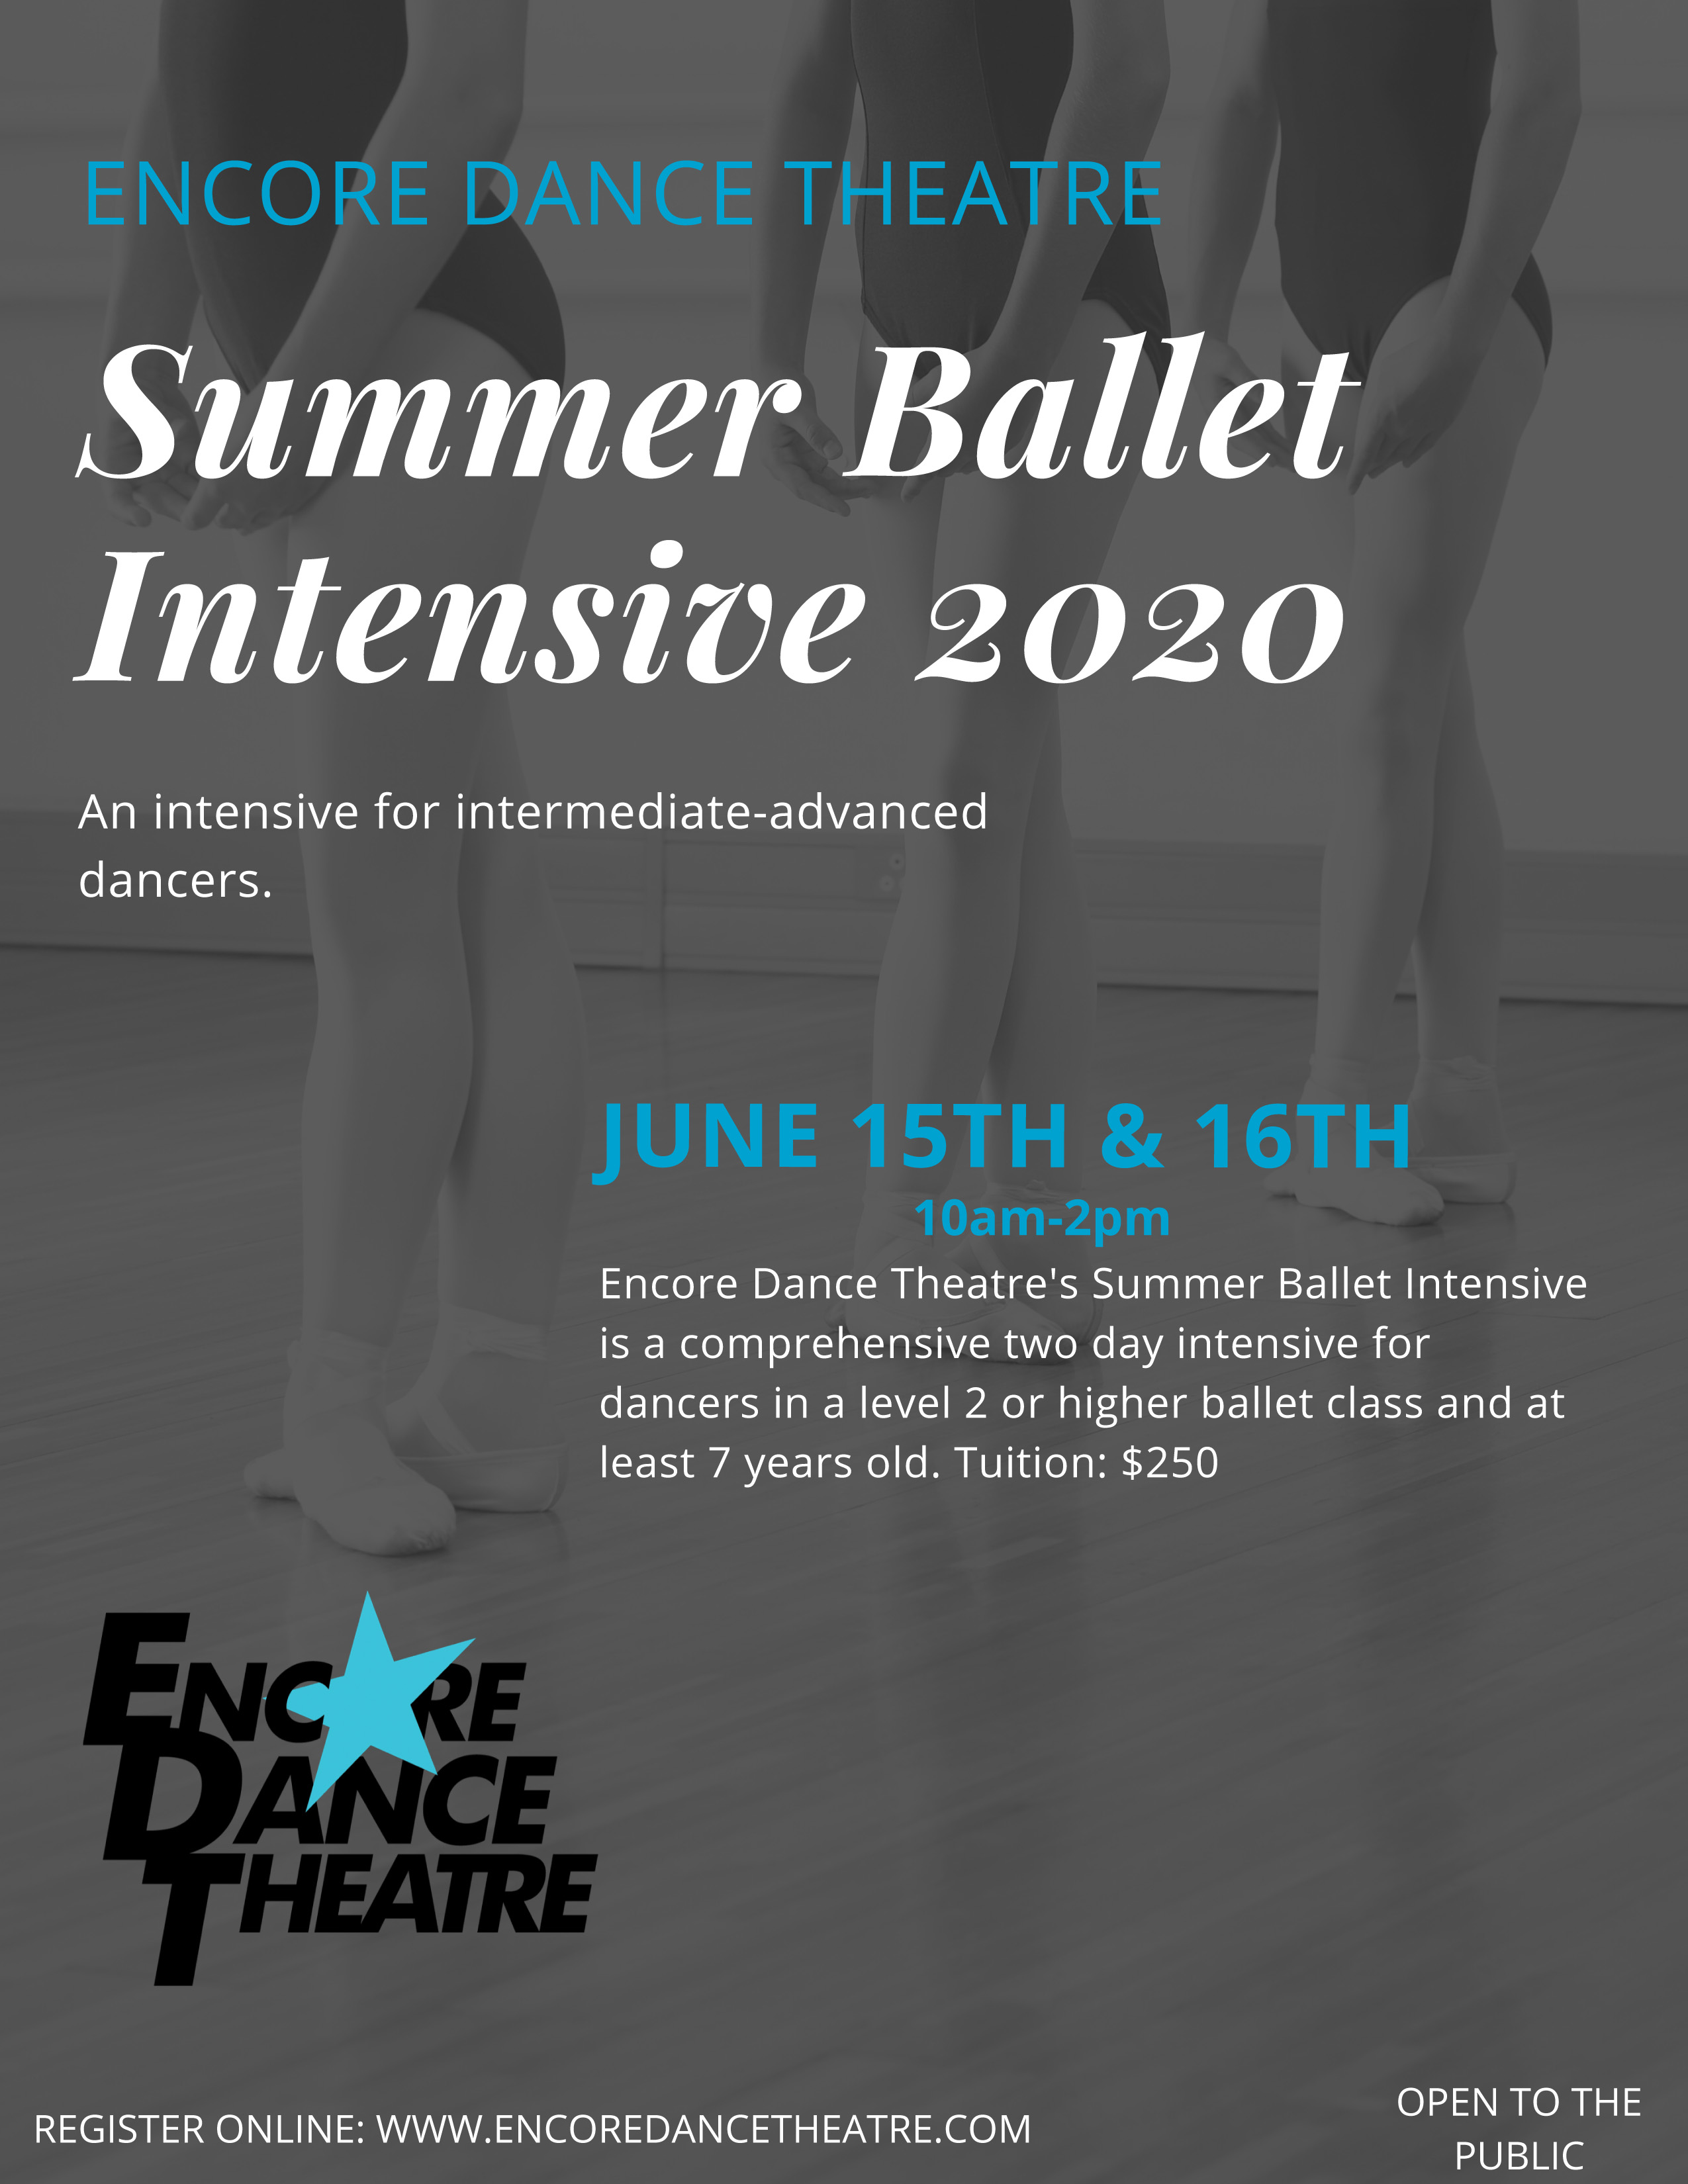 ENCORE DANCE THEATRE
Summer Ballet
Intensive 2020
An intensive for intermediate-advanced
dancers.
JUNE 15TH & 16TH
10am-2pm
Encore Dance Theatre's Summer Ballet Intensive
is a comprehensive two day intensive for
dancers in a level 2 or higher ballet class and at
least 7 years old. Tuition: $250
ENCORE
DANCE
THEATRE
REGISTER ONLINE: WWW.ENCOREDANCETHEATRE.COM
OPEN TO THE
PUBLIC